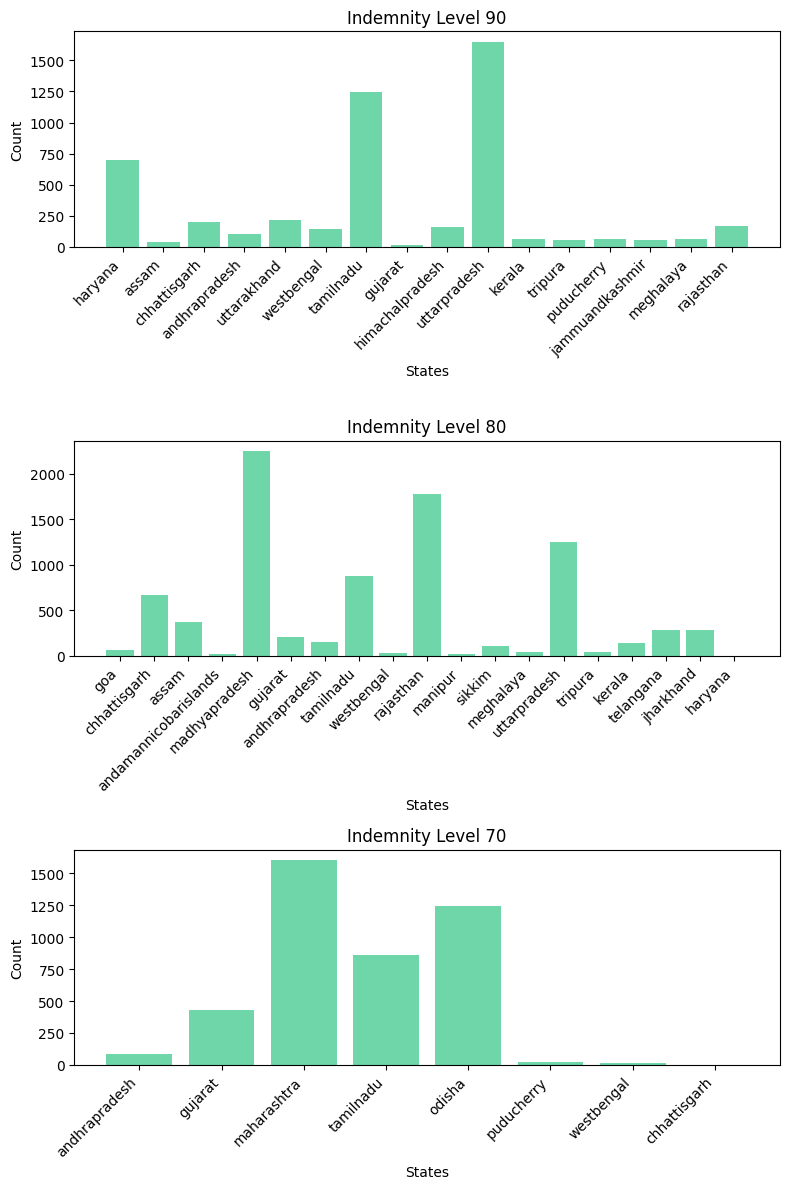 Indemnity Level 90
Count
1500
1250
1000
750
500
250
0
haryana
assam
chhattisgarh
andhrapradesh
uttarakhand
westbengal
tamilnadu
gujarat
himachalpradesh
uttarpradesh
kerala
tripura
puducherry
jammuandkashmir
meghalaya
rajasthan
States
Indemnity Level 80
Count
2000
1500
1000
500
0
goa
chhattisgarh
assam
andamannicobarislands
madhyapradesh
gujarat
andhrapradesh
tamilnadu
westbengal
rajasthan
manipur
sikkim
meghalaya
uttarpradesh
tripura
kerala
telangana
jharkhand
haryana
States
Indemnity Level 70
Count
1500
1250
1000
750
500
250
0
andhrapradesh
gujarat
maharashtra
tamilnadu
odisha
puducherry
westbengal
chhattisgarh
States